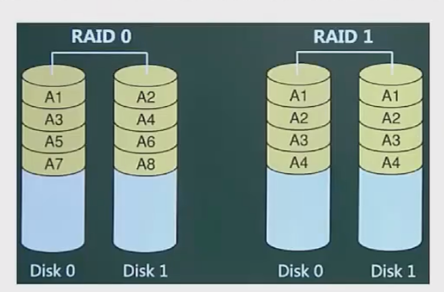 RAID 0
A1 A2
A3 A4
A5 A6
A7 A8
Disk 0 Disk 1
RAID 1
A1 A1
A2 A2
A3 A3
A4 A4
Disk 0 Disk 1